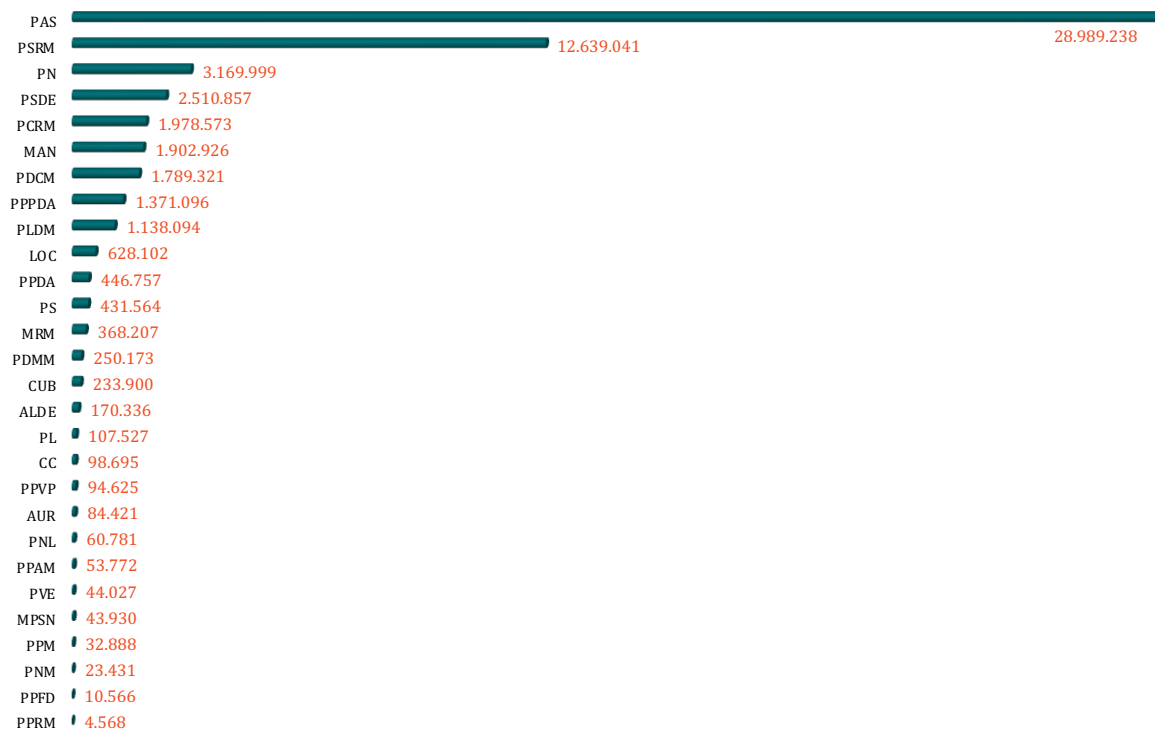 PAS 28.989.238
PSRM 12.639.041
PN 3.169.999
PSDE 2.510.857
PCRM 1.978.573
MAN 1.902.926
PDCM 1.789.321
PPPDA 1.371.096
PLDM 1.138.094
LOC 628.102
PPDA 446.757
PS 431.564
MRM 368.207
PDMM 250.173
CUB 233.900
ALDE 170.336
PL 107.527
CC 98.695
PPVP 94.625
AUR 84.421
PNL 60.781
PPAM 53.772
PVE 44.027
MPSN 43.930
PPM 32.888
PNM 23.431
PPFD 10.566
PPRM 4.568